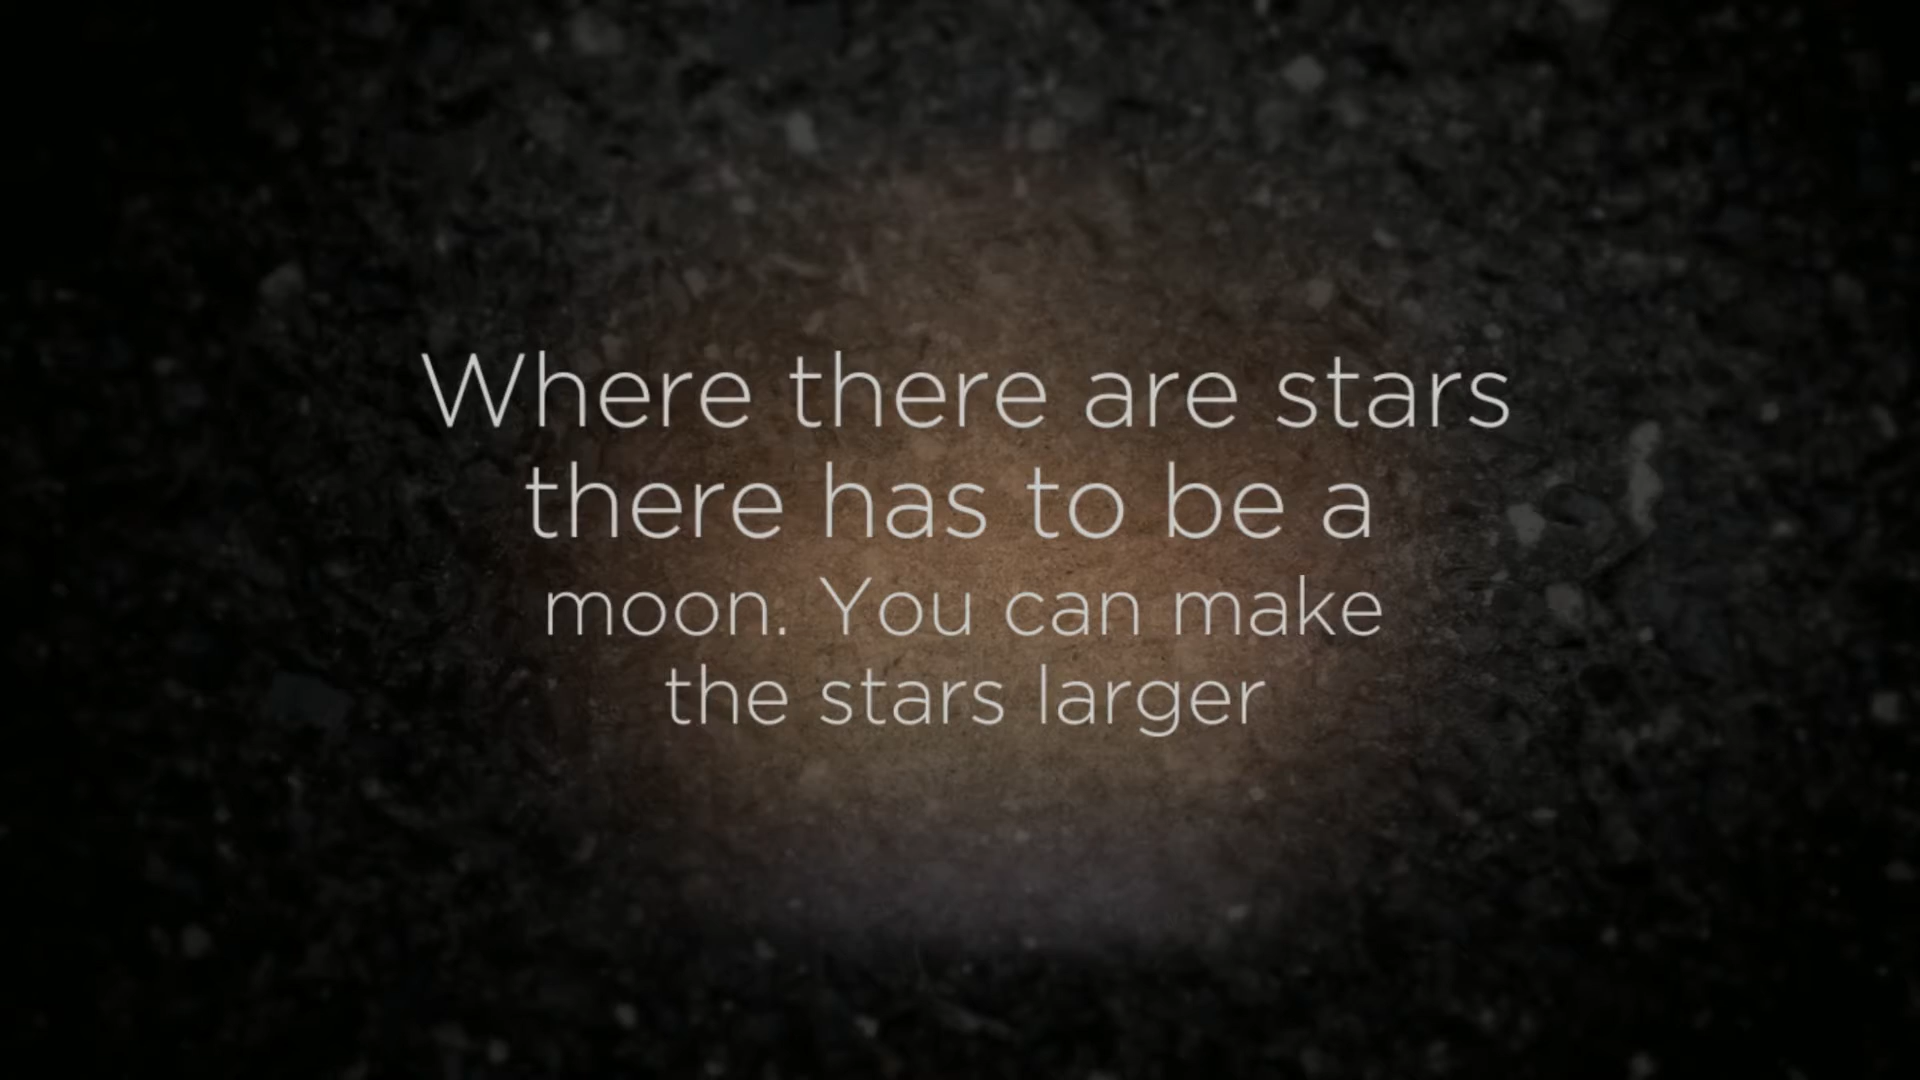 Where there are stars
there has to be a
moon. You can make
the stars larger